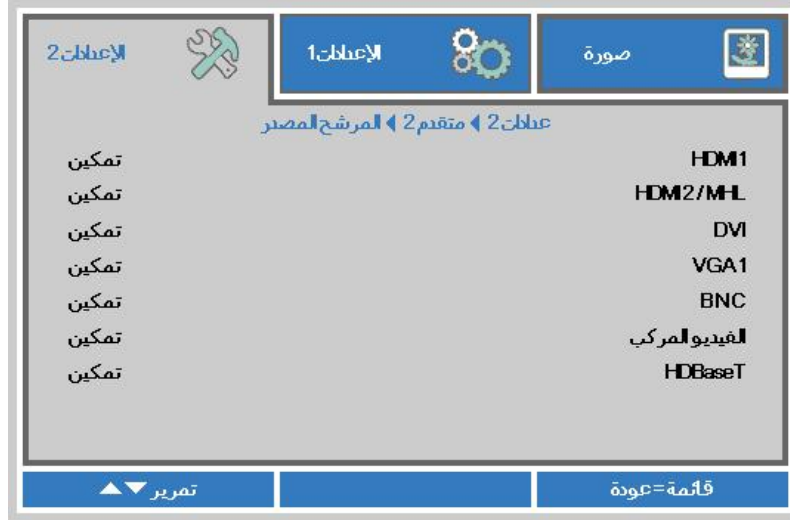 صورة
الإعدادات1
الإعدادات2
عدادات2 ◀ متقدم2 ◀ المرشح المصدر
HDMI1 تمكين
HDMI2/MHL تمكين
DVI تمكين
VGA1 تمكين
BNC تمكين
الفيديو المركب تمكين
HDBaseT تمكين
قائمة=عودة
تمرير ▼▲